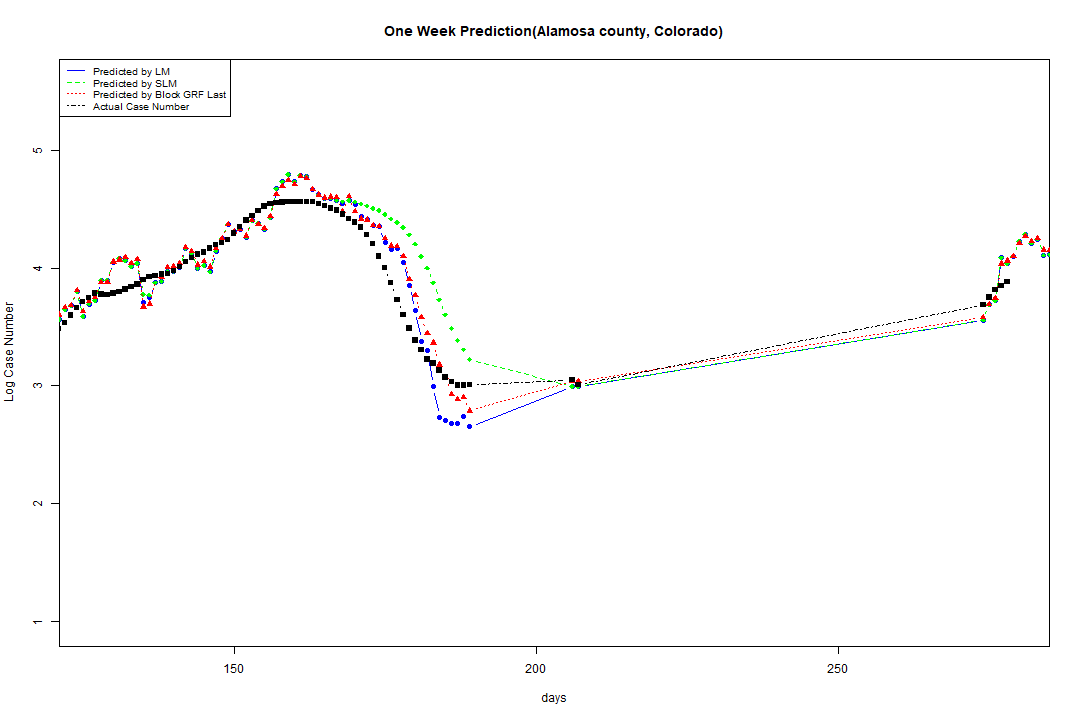 One Week Prediction(Alamosa county, Colorado)
Predicted by LM
Predicted by SLM
Predicted by Block GRF Last
Actual Case Number
5
4
3
2
1
Log Case Number
150
200
250
days